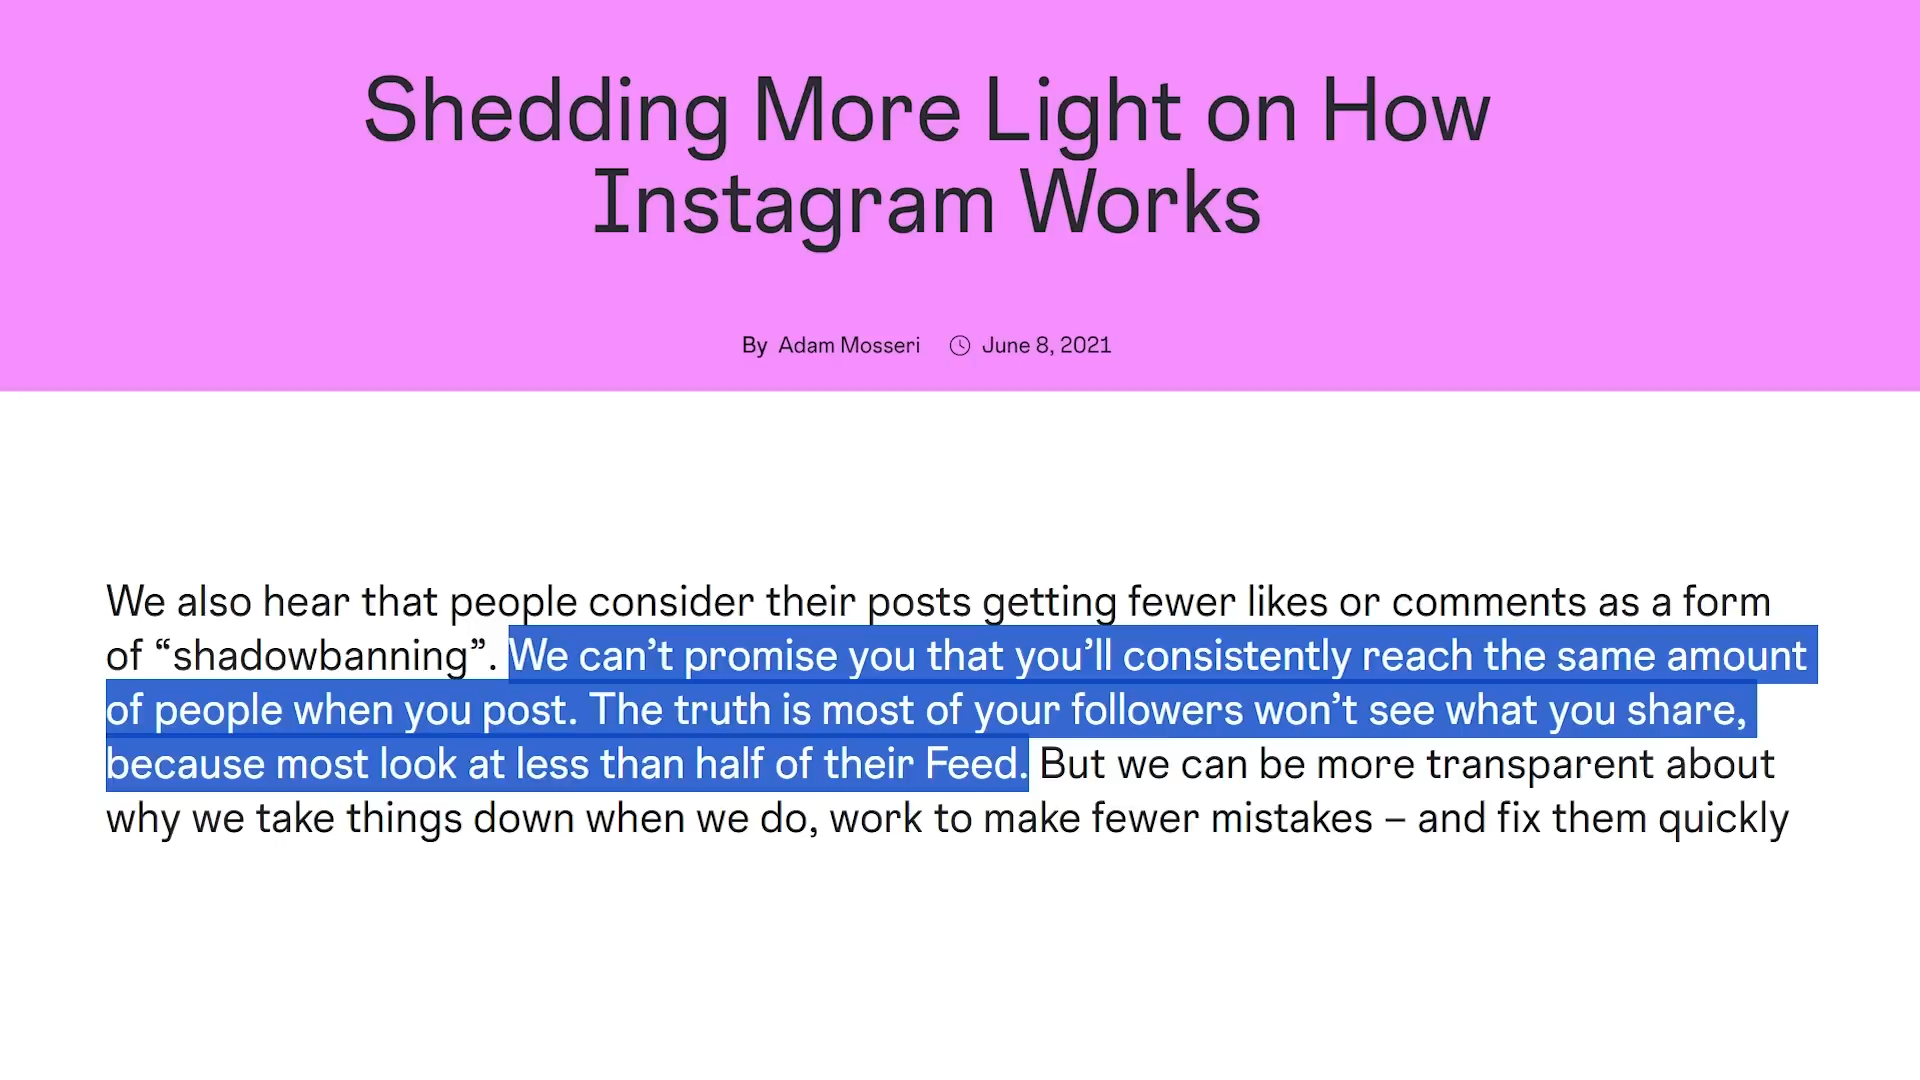 Shedding More Light on How
Instagram Works
By Adam Mosseri June 8, 2021
We also hear that people consider their posts getting fewer likes or comments as a form
of “shadowbanning”. We can’t promise you that you’ll consistently reach the same amount
of people when you post. The truth is most of your followers won’t see what you share,
because most look at less than half of their Feed. But we can be more transparent about
why we take things down when we do, work to make fewer mistakes – and fix them quickly